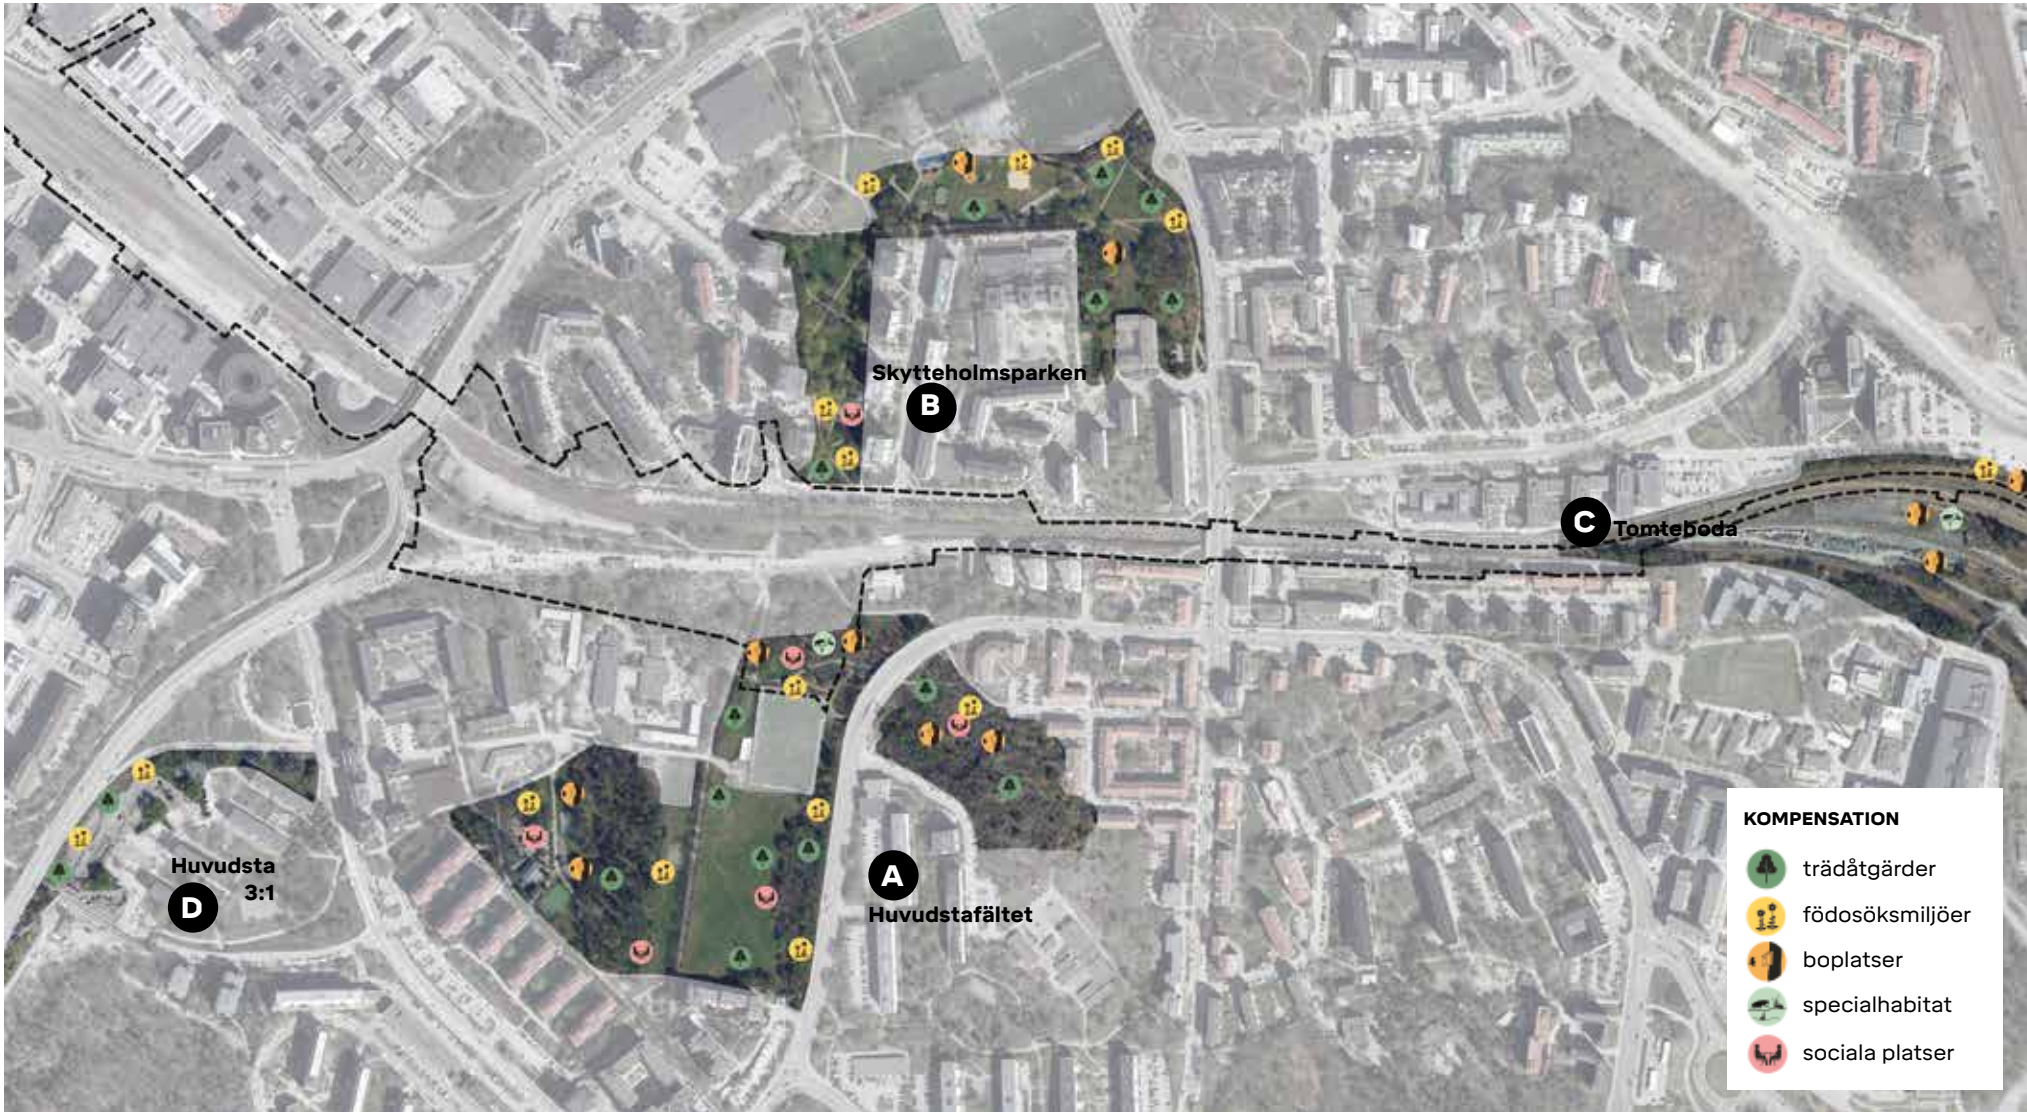 Skytteholmsparken
B
C
Tomteboda
Huvudsta
3:1
D
A
Huvudstafältet
KOMPENSATION
trädåtgärder
födosöksmiljöer
boplatser
specialhabitat
sociala platser